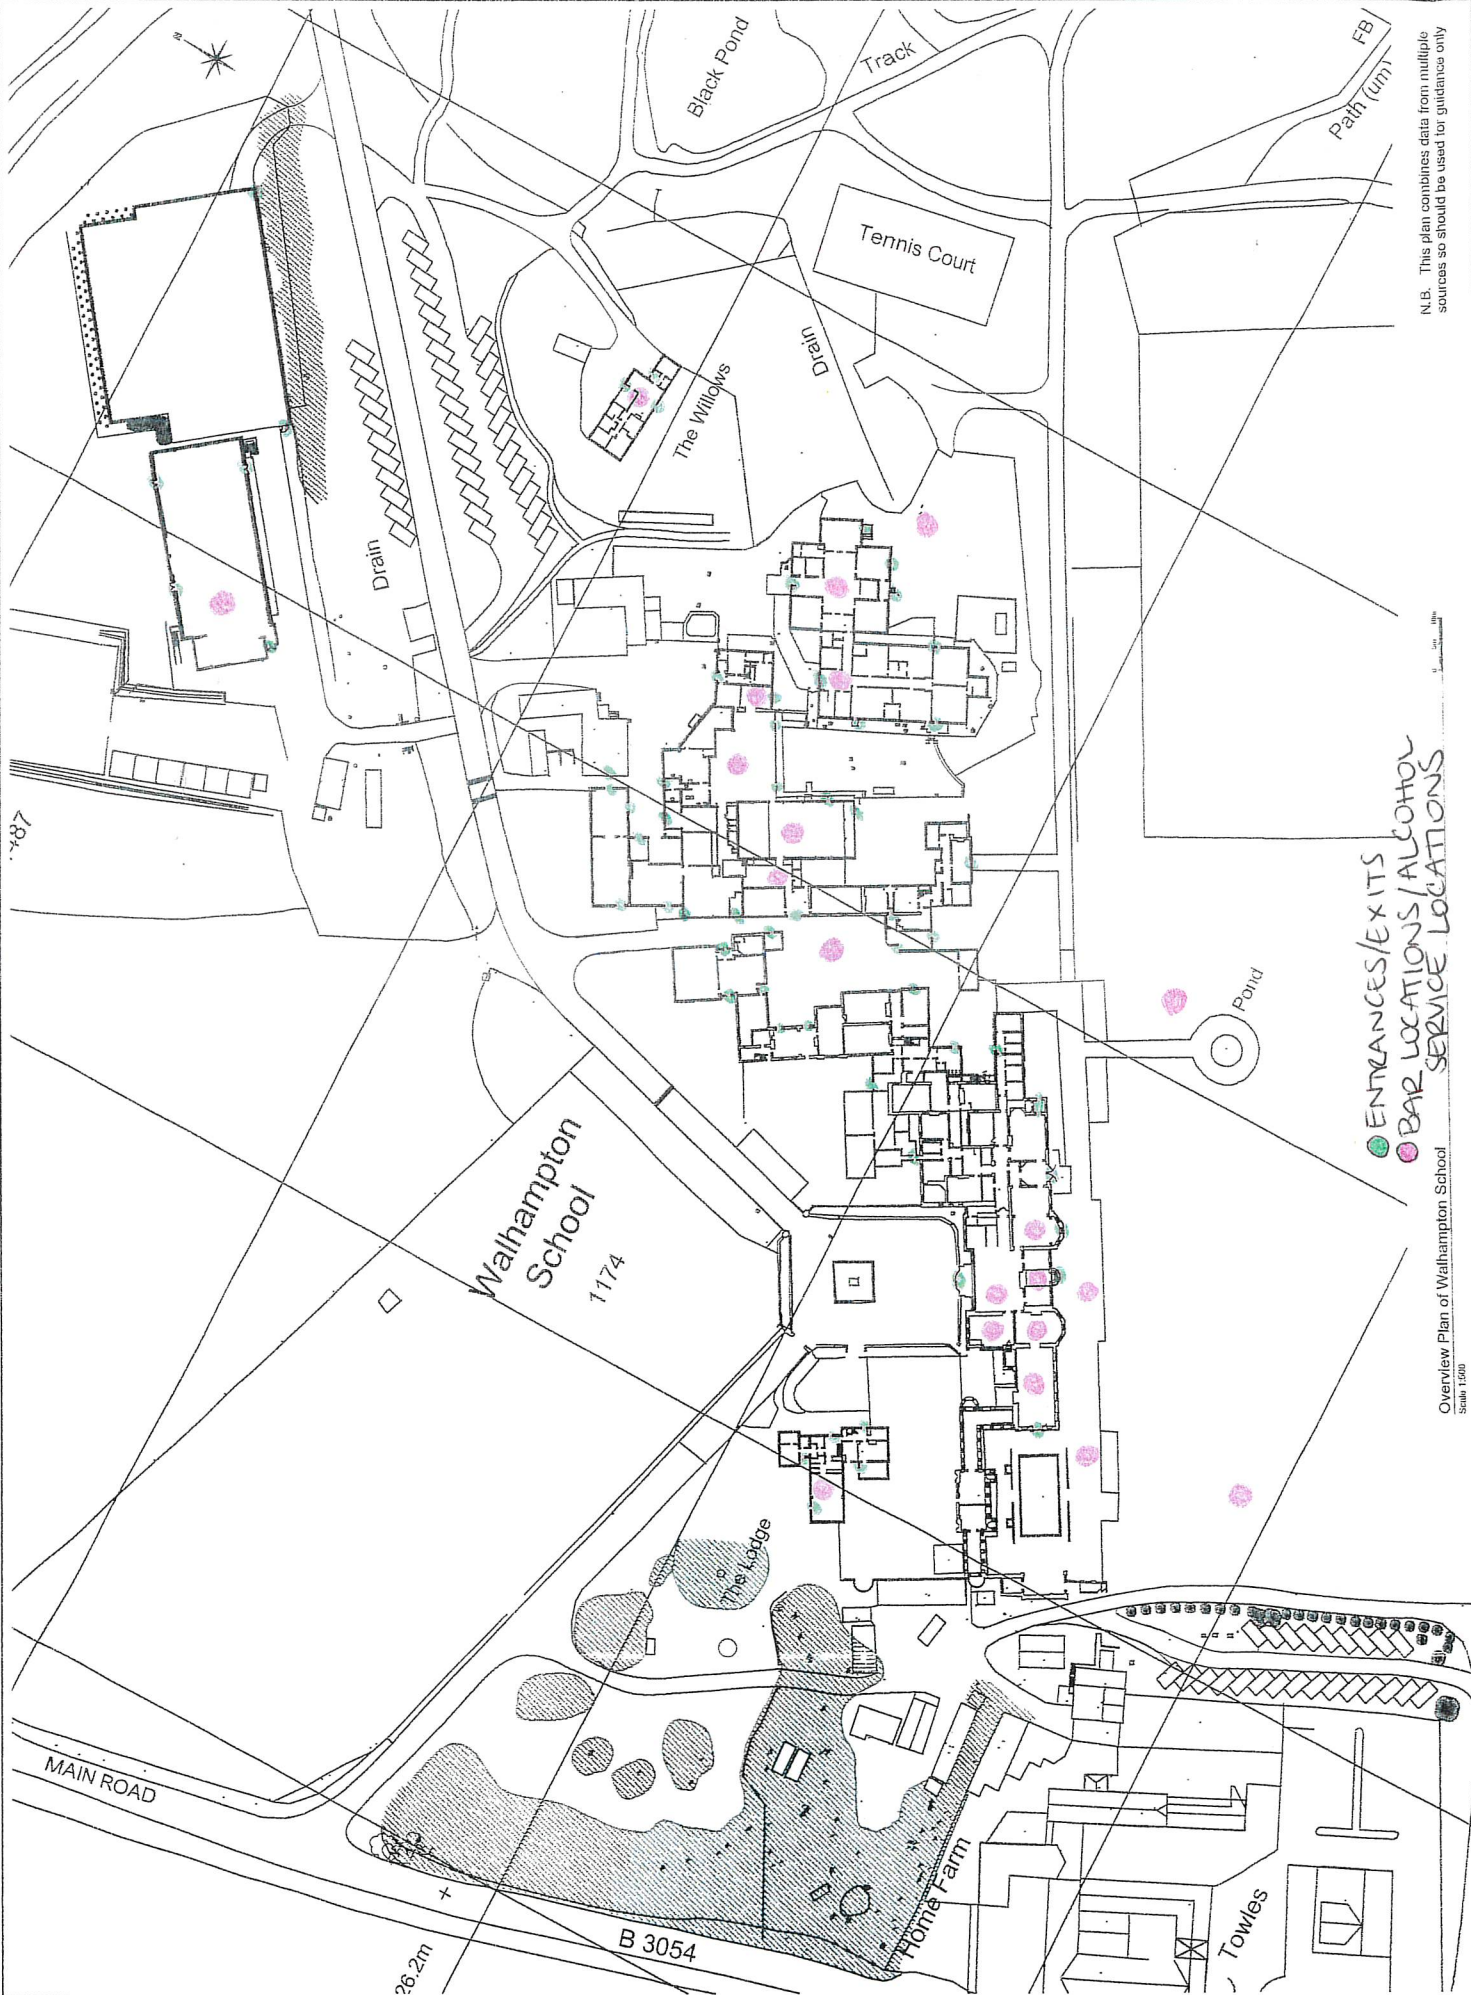 N
Black Pond
Track
FB
Path (um)
N.B. This plan combines data from multiple
sources so should be used for guidance only
Tennis Court
Drain
The Willows
Drain
Pond
Walhampton
School
1174
The Lodge
MAIN ROAD
B 3054
26.2m
Home Farm
Towles
ENTRANCES/EXITS
BAR LOCATIONS/ALCOHOL
SERVICE LOCATIONS
Overview Plan of Walhampton School
Scale 1:500